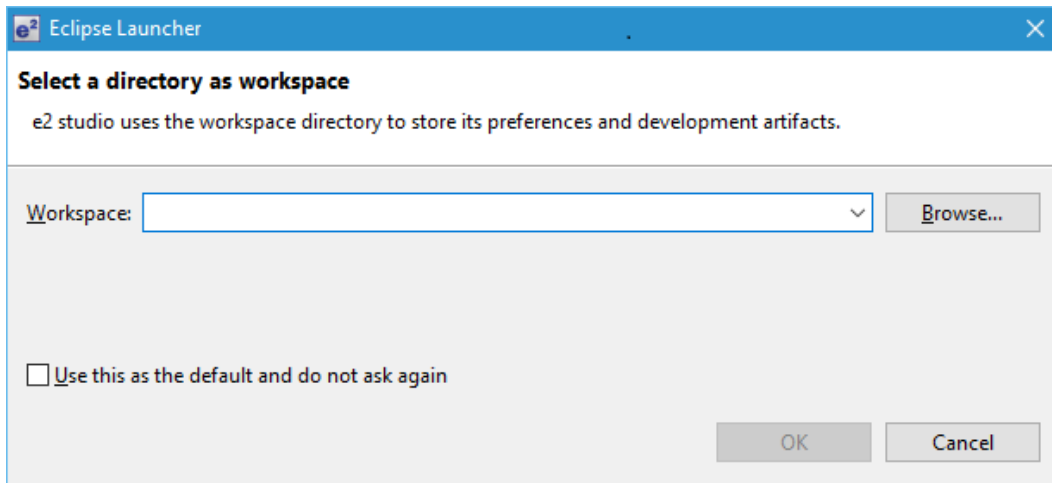 e² Eclipse Launcher
Select a directory as workspace
e2 studio uses the workspace directory to store its preferences and development artifacts.
Workspace: Browse...
Use this as the default and do not ask again
OK Cancel